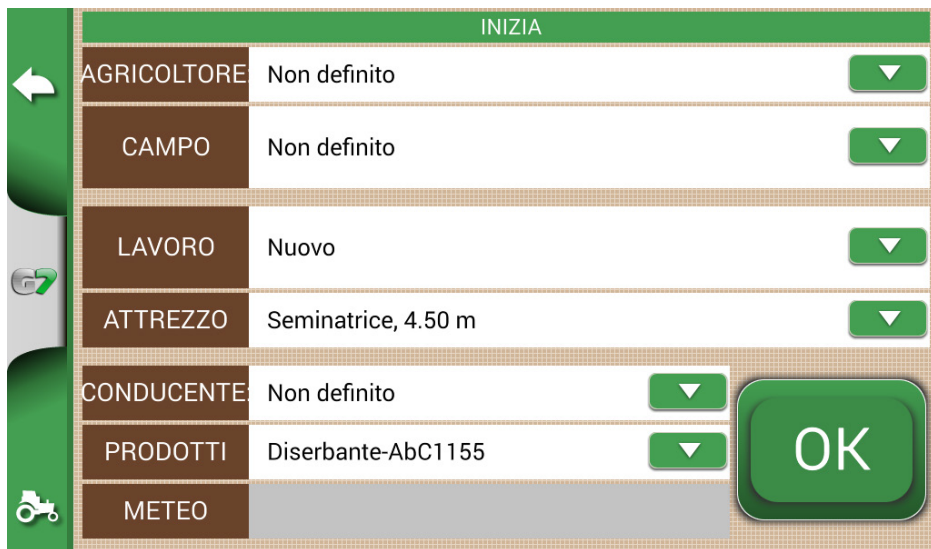 INIZIA
AGRICOLTORE: Non definito
CAMPO Non definito
G7
LAVORO Nuovo
ATTREZZO Seminatrice, 4.50 m
CONDUCENTE: Non definito
PRODOTTI Diserbante-AbC1155
OK
METEO